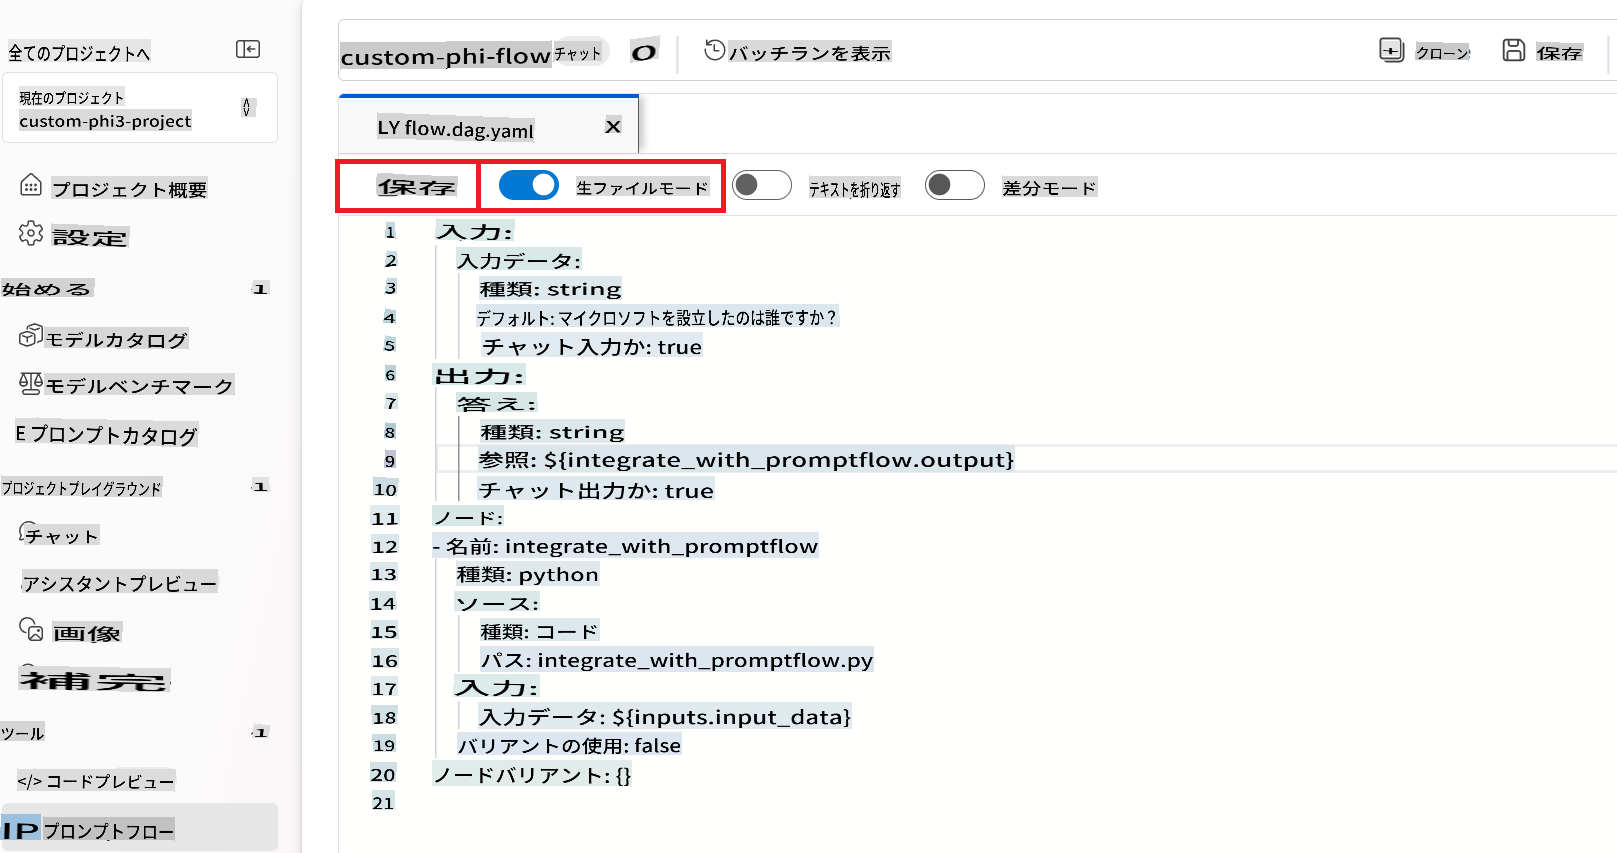 全てのプロジェクトへ
現在のプロジェクト
custom-phi3-project
プロジェクト概要
設定
始める
モデルカタログ
モデルベンチマーク
E プロンプトカタログ
プロジェクトプレイグラウンド
チャット
アシスタントプレビュー
画像
補完
ツール
</> コードプレビュー
IP プロンプトフロー
custom-phi-flow チャット
バッチランを表示
クローン
保存
LY flow.dag.yaml X
保存 生ファイルモード テキストを折り返す 差分モード
1 入力:
2 入力データ:
3 種類: string
4 デフォルト: マイクロソフトを設立したのは誰ですか？
5 チャット入力か: true
6 出力:
7 答え:
8 種類: string
9 参照: ${integrate_with_promptflow.output}
10 チャット出力か: true
11 ノード:
12 - 名前: integrate_with_promptflow
13 種類: python
14 ソース:
15 種類: コード
16 パス: integrate_with_promptflow.py
17 入力:
18 入力データ: ${inputs.input_data}
19 バリアントの使用: false
20 ノードバリアント: {}
21